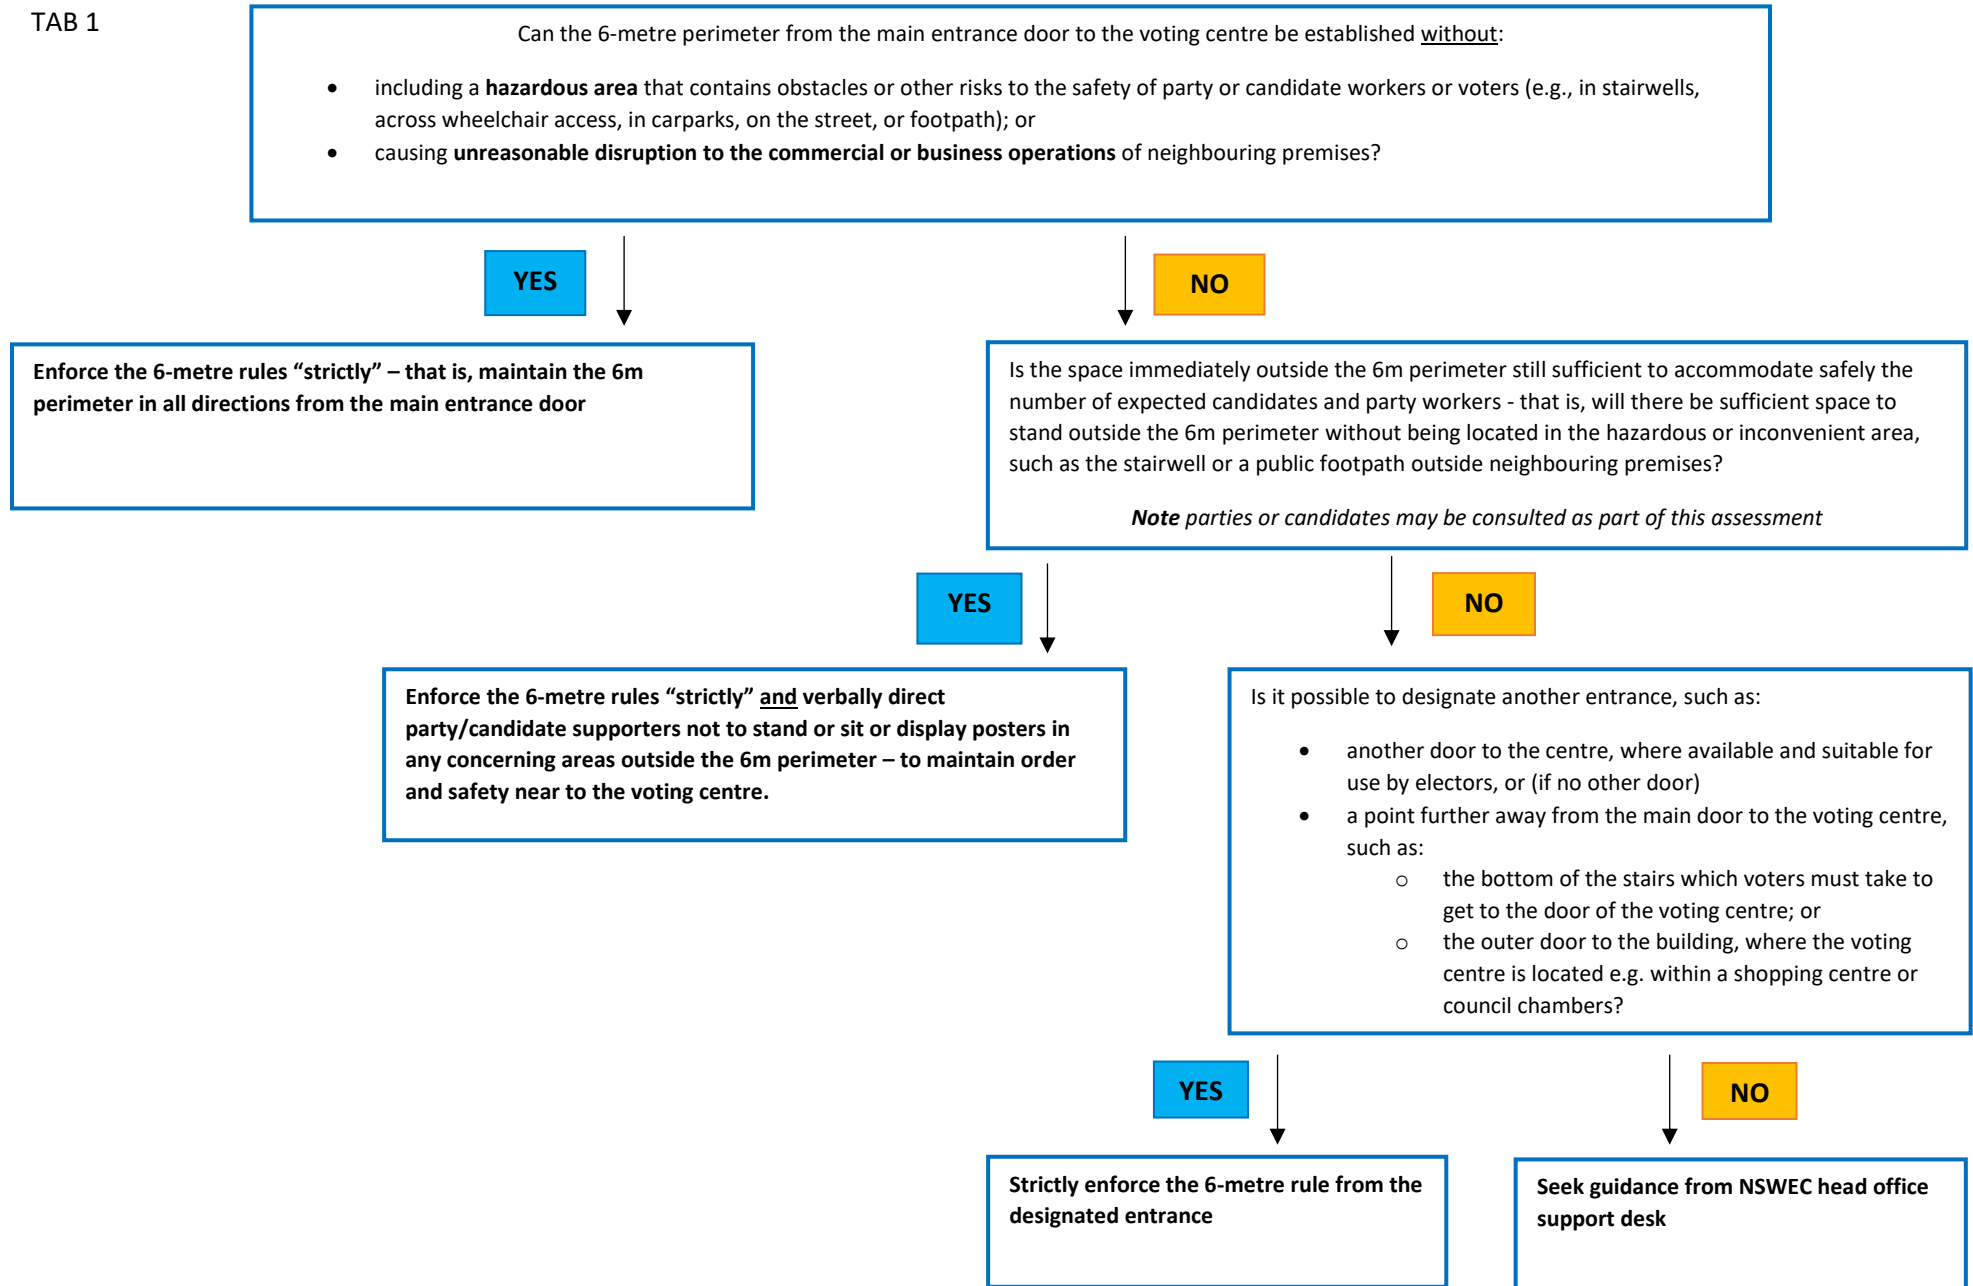 TAB 1
Can the 6-metre perimeter from the main entrance door to the voting centre be established without:
• including a hazardous area that contains obstacles or other risks to the safety of party or candidate workers or voters (e.g., in stairwells,
across wheelchair access, in carparks, on the street, or footpath); or
• causing unreasonable disruption to the commercial or business operations of neighbouring premises?
YES
NO
Enforce the 6-metre rules “strictly” – that is, maintain the 6m
perimeter in all directions from the main entrance door
Is the space immediately outside the 6m perimeter still sufficient to accommodate safely the
number of expected candidates and party workers - that is, will there be sufficient space to
stand outside the 6m perimeter without being located in the hazardous or inconvenient area,
such as the stairwell or a public footpath outside neighbouring premises?
Note parties or candidates may be consulted as part of this assessment
YES
NO
Enforce the 6-metre rules “strictly” and verbally direct
party/candidate supporters not to stand or sit or display posters in
any concerning areas outside the 6m perimeter – to maintain order
and safety near to the voting centre.
Is it possible to designate another entrance, such as:
• another door to the centre, where available and suitable for
use by electors, or (if no other door)
• a point further away from the main door to the voting centre,
such as:
o the bottom of the stairs which voters must take to
get to the door of the voting centre; or
o the outer door to the building, where the voting
centre is located e.g. within a shopping centre or
council chambers?
YES
NO
Strictly enforce the 6-metre rule from the
designated entrance
Seek guidance from NSWEC head office
support desk